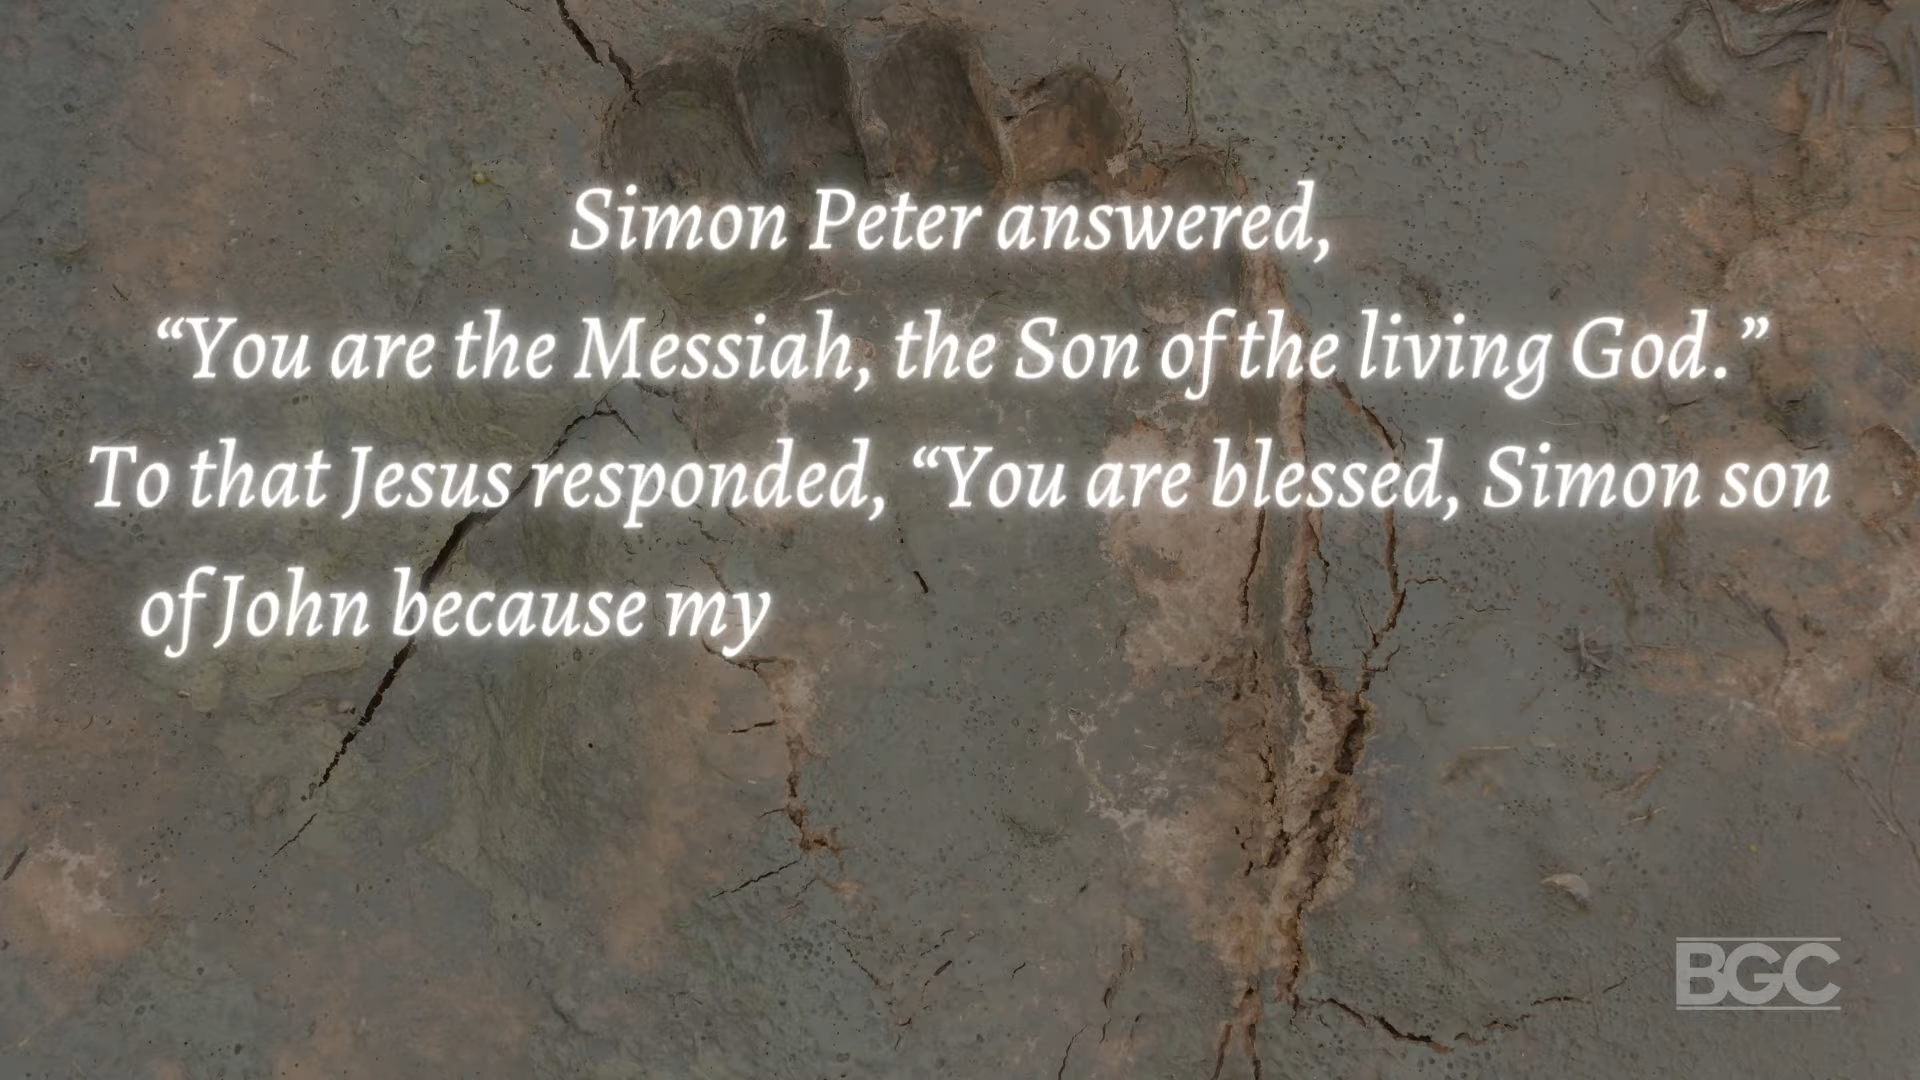 Simon Peter answered,
“You are the Messiah, the Son of the living God.”
To that Jesus responded, “You are blessed, Simon son
of John because my
BGC